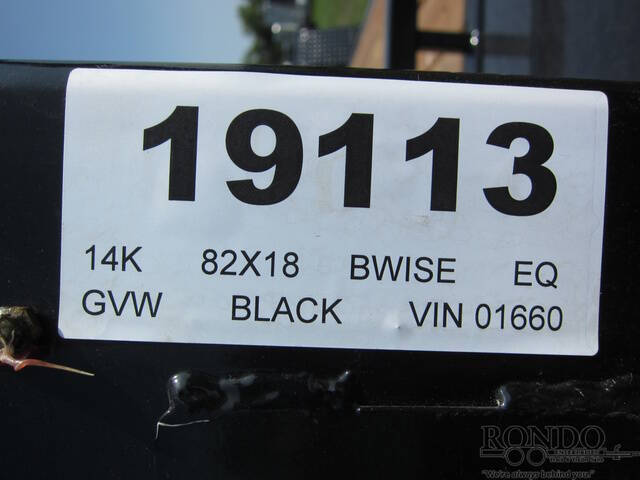 19113
14K 82X18 BWISE EQ
GVW BLACK VIN 01660
RONDO
"We're always behind you."